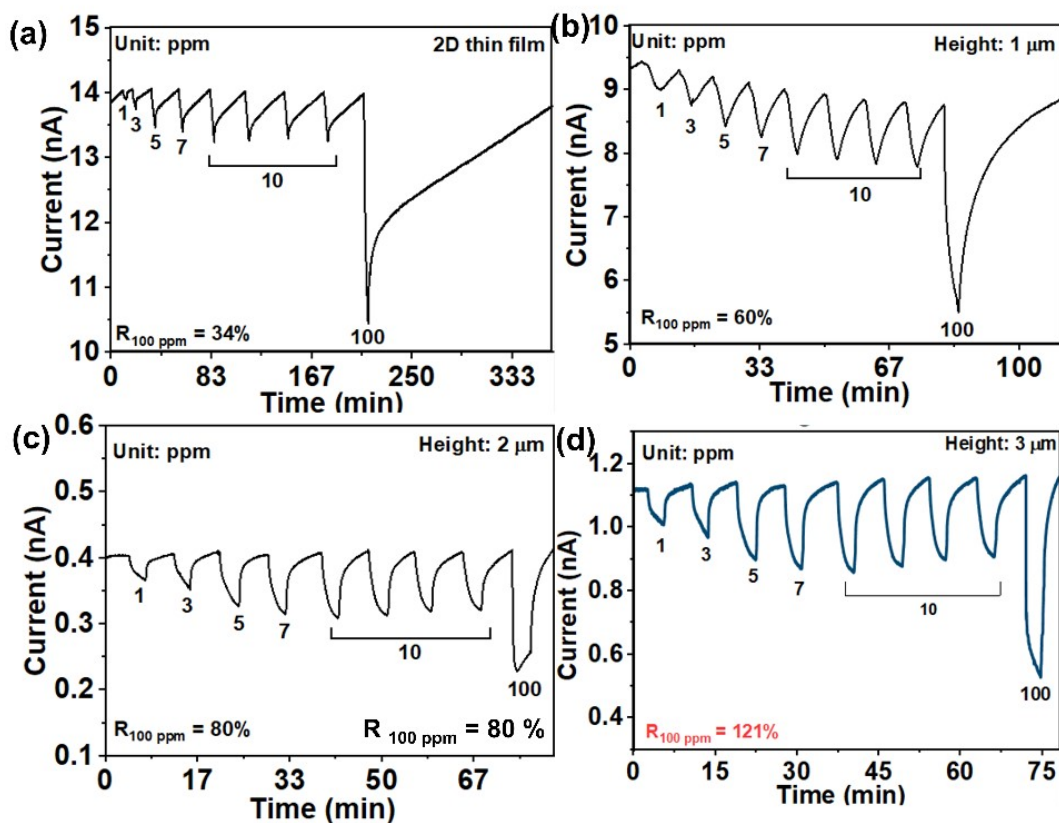 (a)
Unit: ppm
2D thin film
15
14
13
12
11
10
Current (nA)
1
3
5
7
10
100
R100 ppm = 34%
0
83
167
250
333
Time (min)
(b)
Unit: ppm
Height: 1 μm
10
9
8
7
6
5
Current (nA)
1
3
5
7
10
100
R100 ppm = 60%
0
33
67
100
Time (min)
(c)
Unit: ppm
Height: 2 μm
0.6
0.5
0.4
0.3
0.2
0.1
Current (nA)
1
3
5
7
10
100
R100 ppm = 80%
R 100 ppm = 80 %
0
17
33
50
67
Time (min)
(d)
Unit: ppm
Height: 3 μm
1.2
1.0
0.8
0.6
0.4
Current (nA)
1
3
5
7
10
100
R100 ppm = 121%
0
15
30
45
60
75
Time (min)